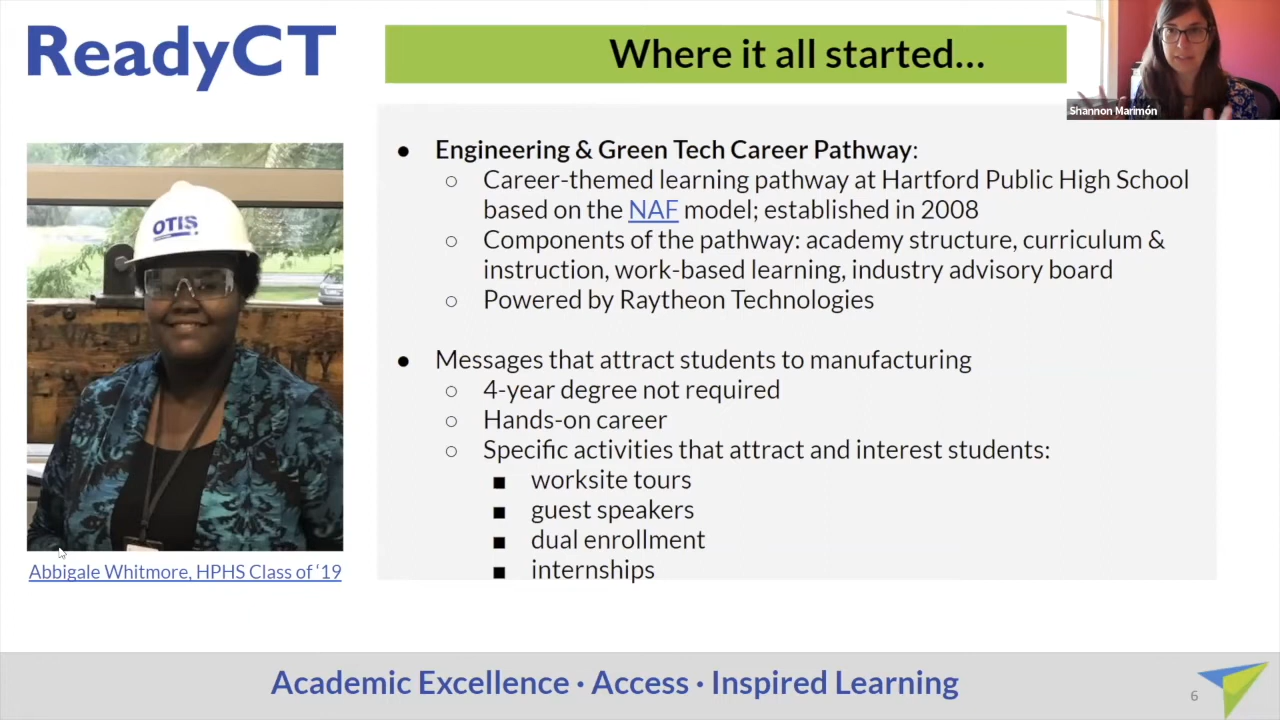 ReadyCT
Where it all started...
Shannon Marimón
OTIS
● Engineering & Green Tech Career Pathway:
○ Career-themed learning pathway at Hartford Public High School
based on the NAF model; established in 2008
○ Components of the pathway: academy structure, curriculum &
instruction, work-based learning, industry advisory board
○ Powered by Raytheon Technologies
● Messages that attract students to manufacturing
○ 4-year degree not required
○ Hands-on career
○ Specific activities that attract and interest students:
■ worksite tours
■ guest speakers
■ dual enrollment
■ internships
Abbigale Whitmore, HPHS Class of ‘19
Academic Excellence · Access · Inspired Learning
6